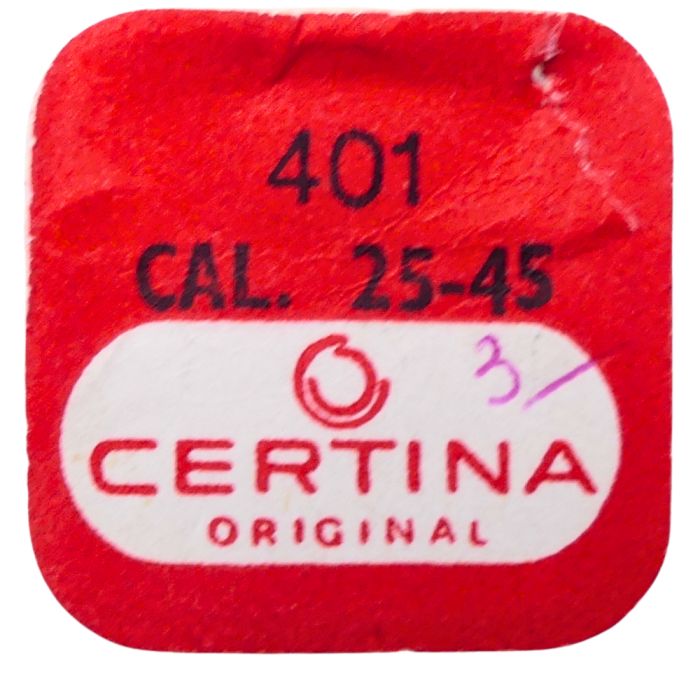 401
CAL. 25-45
3-
CERTINA
ORIGINAL